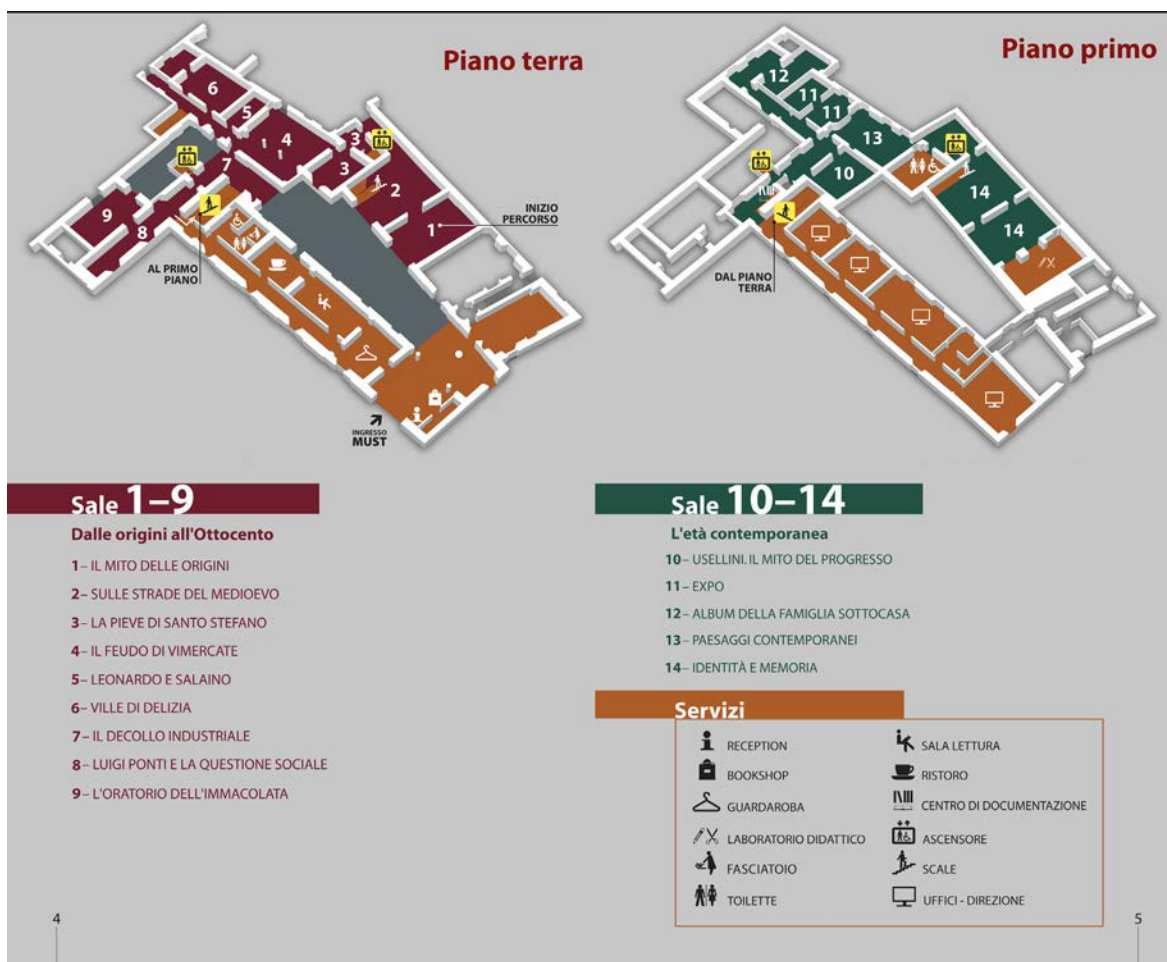 Piano terra
6
5
4
3
3
2
7
9
8
1
INIZIO
PERCORSO
AL PRIMO
PIANO
INGRESSO
MUST
Piano primo
12
11
11
13
10
14
14
DAL PIANO
TERRA
Sale 1–9
Dalle origini all'Ottocento
1– IL MITO DELLE ORIGINI
2– SULLE STRADE DEL MEDIOEVO
3– LA PIEVE DI SANTO STEFANO
4– IL FEUDO DI VIMERCATE
5– LEONARDO E SALAINO
6– VILLE DI DELIZIA
7– IL DECOLLO INDUSTRIALE
8– LUIGI PONTI E LA QUESTIONE SOCIALE
9– L'ORATORIO DELL'IMMACOLATA
Sale 10–14
L'età contemporanea
10– USELLINI. IL MITO DEL PROGRESSO
11– EXPO
12– ALBUM DELLA FAMIGLIA SOTTOCASA
13– PAESAGGI CONTEMPORANEI
14– IDENTITÀ E MEMORIA
Servizi
RECEPTION
BOOKSHOP
GUARDAROBA
LABORATORIO DIDATTICO
FASCIATOIO
TOILETTE
SALA LETTURA
RISTORO
CENTRO DI DOCUMENTAZIONE
ASCENSORE
SCALE
UFFICI - DIREZIONE
4
5